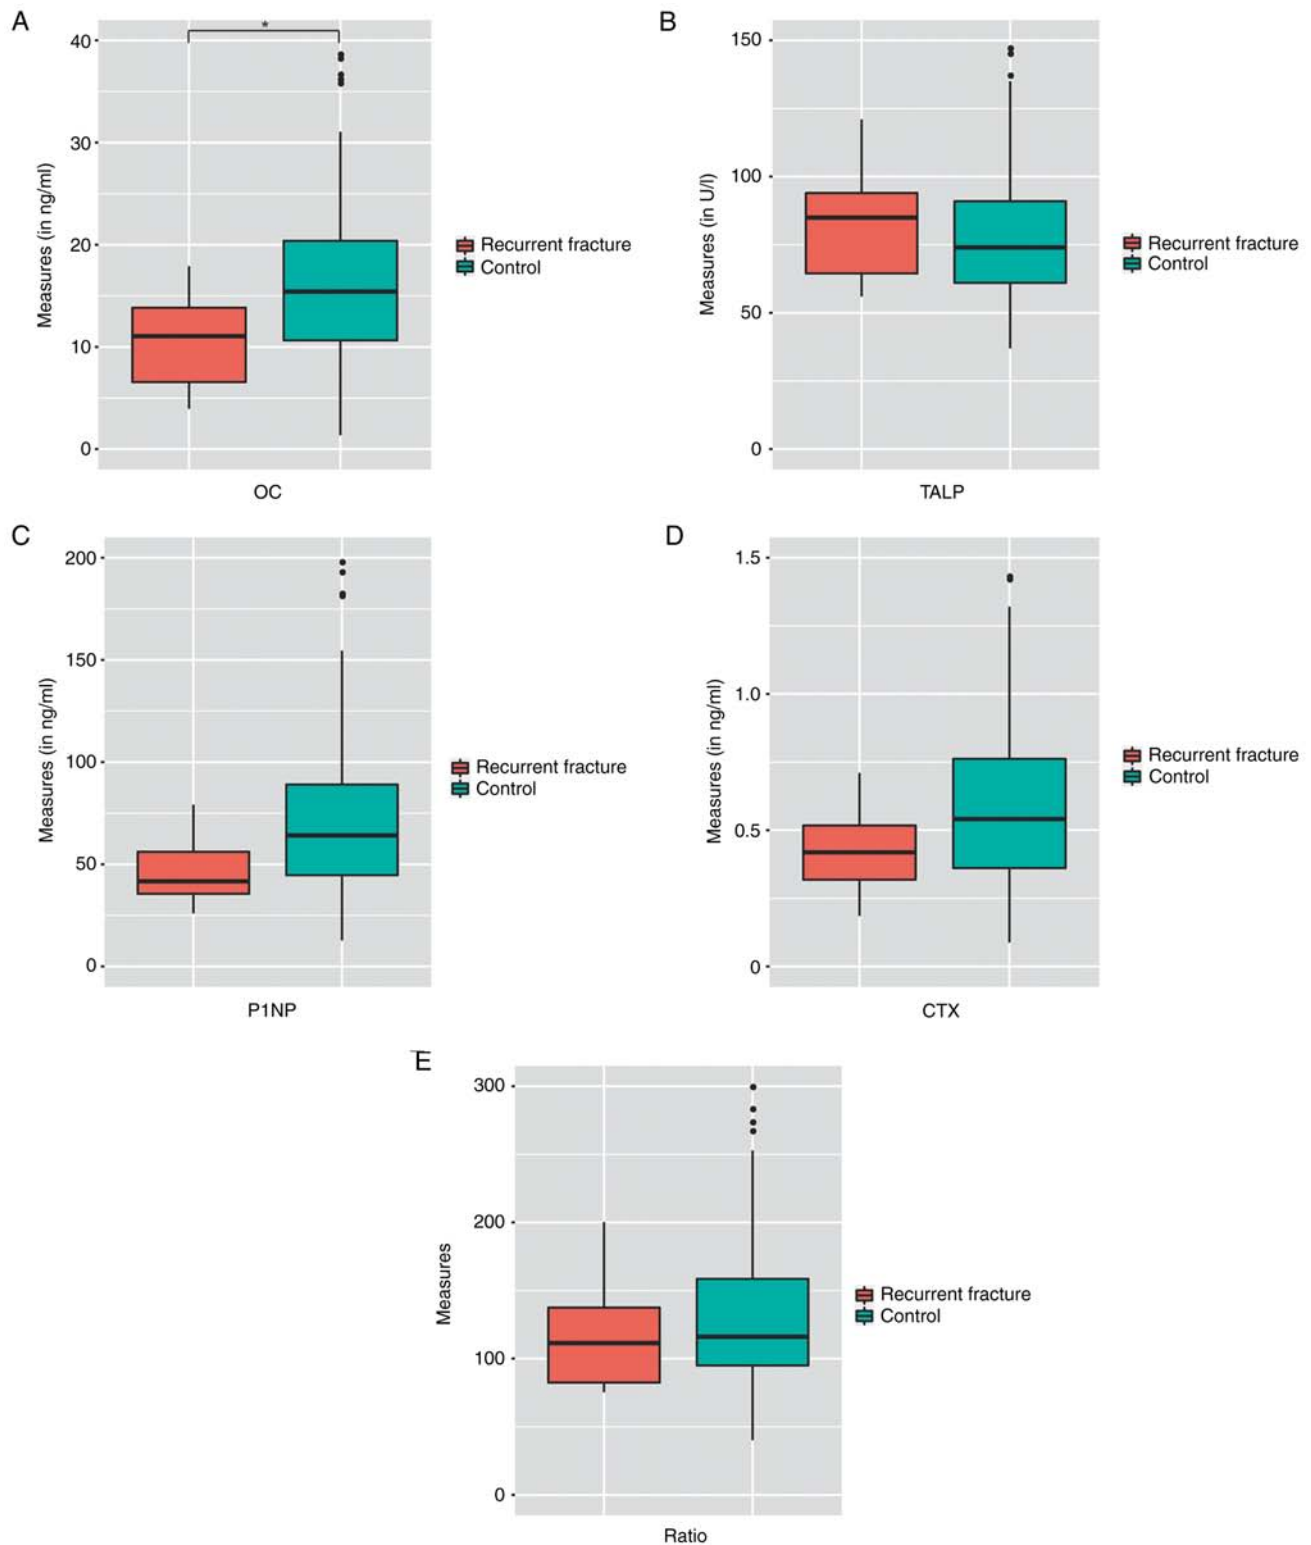 A
*
40
30
20
10
0
Measures (in ng/ml)
OC
Recurrent fracture
Control
B
150
100
50
0
Measures (in U/l)
TALP
Recurrent fracture
Control
C
200
150
100
50
0
Measures (in ng/ml)
P1NP
Recurrent fracture
Control
D
1.5
1.0
0.5
0
Measures (in ng/ml)
CTX
Recurrent fracture
Control
E
300
200
100
0
Measures
Ratio
Recurrent fracture
Control